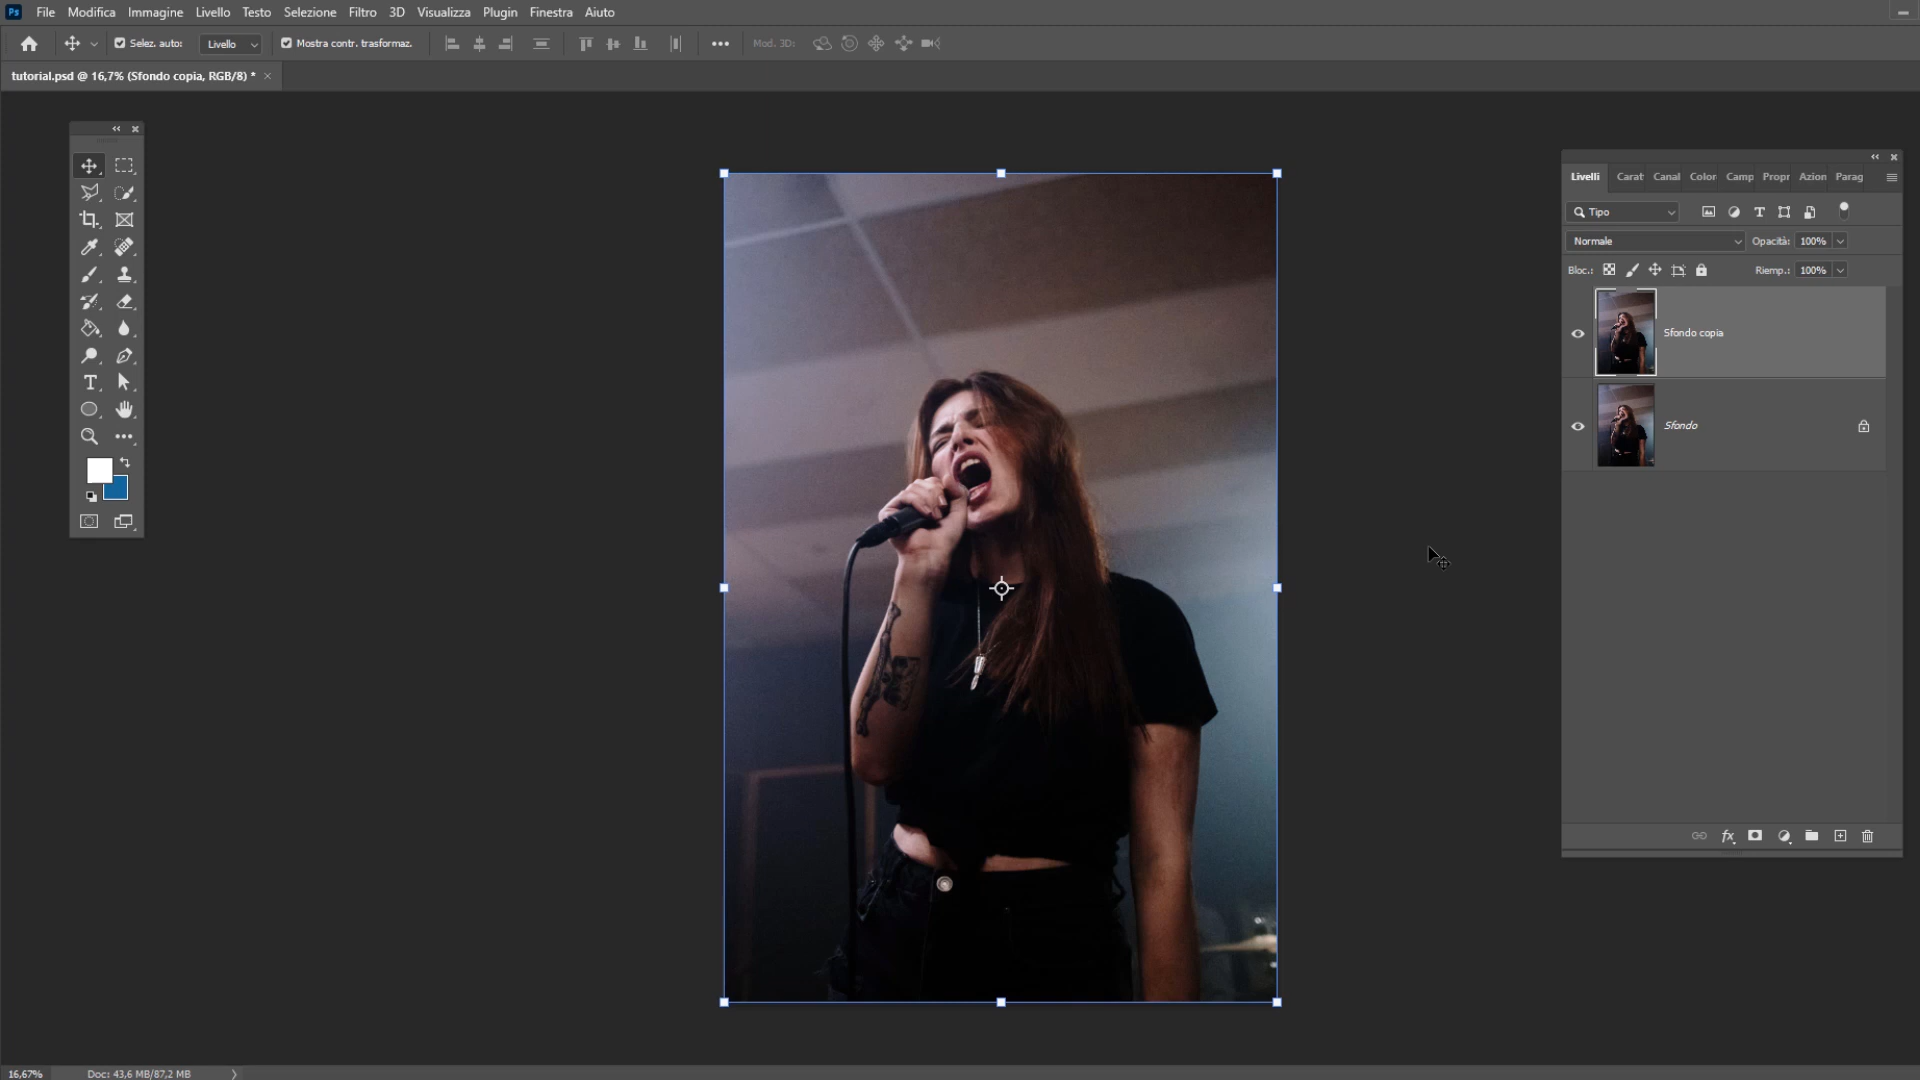 Ps File Modifica Immagine Livello Testo Selezione Filtro 3D Visualizza Plugin Finestra Aiuto
Selez. auto: Livello Mostra contr. trasformaz. Mod. 3D:
tutorial.psd @ 16,7% (Sfondo copia, RGB/8) *
Livelli Carat Canal Color Camp Propr Azion Parag
Tipo
Normale Opacità: 100%
Bloc.: Riemp.: 100%
Sfondo copia
Sfondo
16,67% Doc: 43,6 MB/87,2 MB